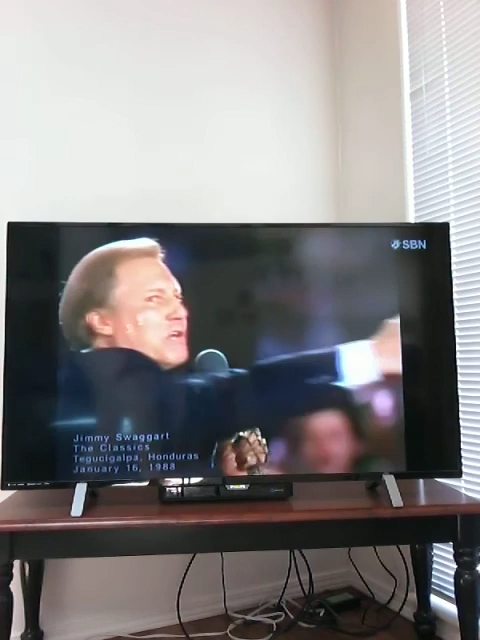 SBN
Jimmy Swaggart
The Classics
Tegucigalpa, Honduras
January 16, 1988